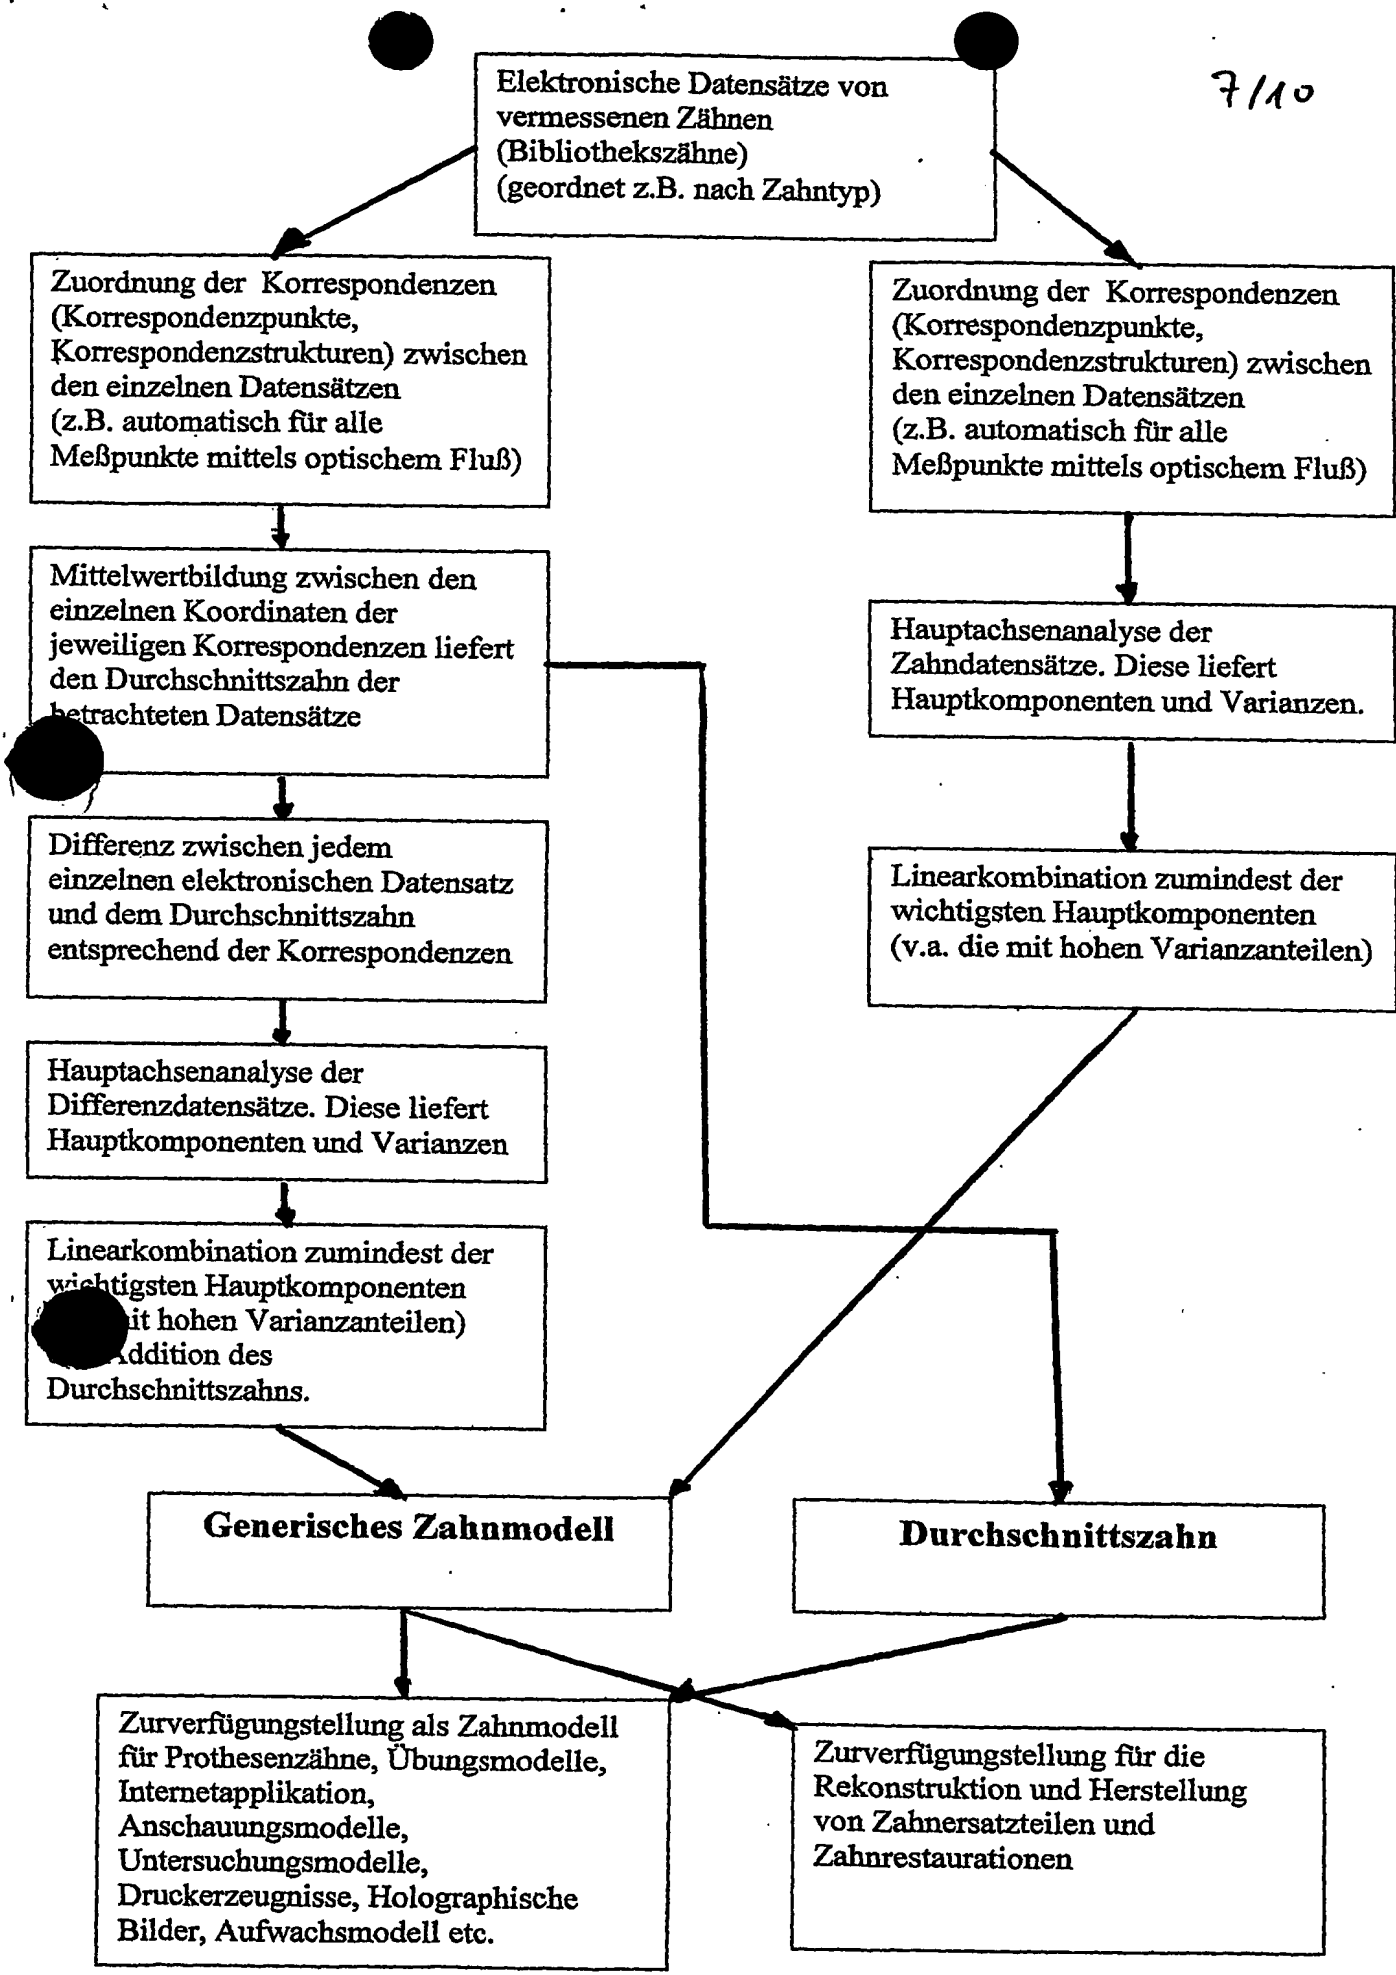 7/10
Elektronische Datensätze von
vermessenen Zähnen
(Bibliothekszähne)
(geordnet z.B. nach Zahntyp)
Zuordnung der Korrespondenzen
(Korrespondenzpunkte,
Korrespondenzstrukturen) zwischen
den einzelnen Datensätzen
(z.B. automatisch für alle
Meßpunkte mittels optischem Fluß)
Mittelwertbildung zwischen den
einzelnen Koordinaten der
jeweiligen Korrespondenzen liefert
den Durchschnittszahn der
betrachteten Datensätze
Differenz zwischen jedem
einzelnen elektronischen Datensatz
und dem Durchschnittszahn
entsprechend der Korrespondenzen
Hauptachsenanalyse der
Differenzdatensätze. Diese liefert
Hauptkomponenten und Varianzen
Linearkombination zumindest der
wichtigsten Hauptkomponenten
hohen Varianzanteilen)
Addition des
Durchschnittszahns.
Zuordnung der Korrespondenzen
(Korrespondenzpunkte,
Korrespondenzstrukturen) zwischen
den einzelnen Datensätzen
(z.B. automatisch für alle
Meßpunkte mittels optischem Fluß)
Hauptachsenanalyse der
Zahndatensätze. Diese liefert
Hauptkomponenten und Varianzen.
Linearkombination zumindest der
wichtigsten Hauptkomponenten
(v.a. die mit hohen Varianzanteilen)
Generisches Zahnmodell
Durchschnittszahn
Zurverfügungstellung als Zahnmodell
für Prothesenzähne, Übungsmodelle,
Internetapplikation,
Anschauungsmodelle,
Untersuchungsmodelle,
Druckerzeugnisse, Holographische
Bilder, Aufwachsmodell etc.
Zurverfügungstellung für die
Rekonstruktion und Herstellung
von Zahnersatzteilen und
Zahnrestaurationen